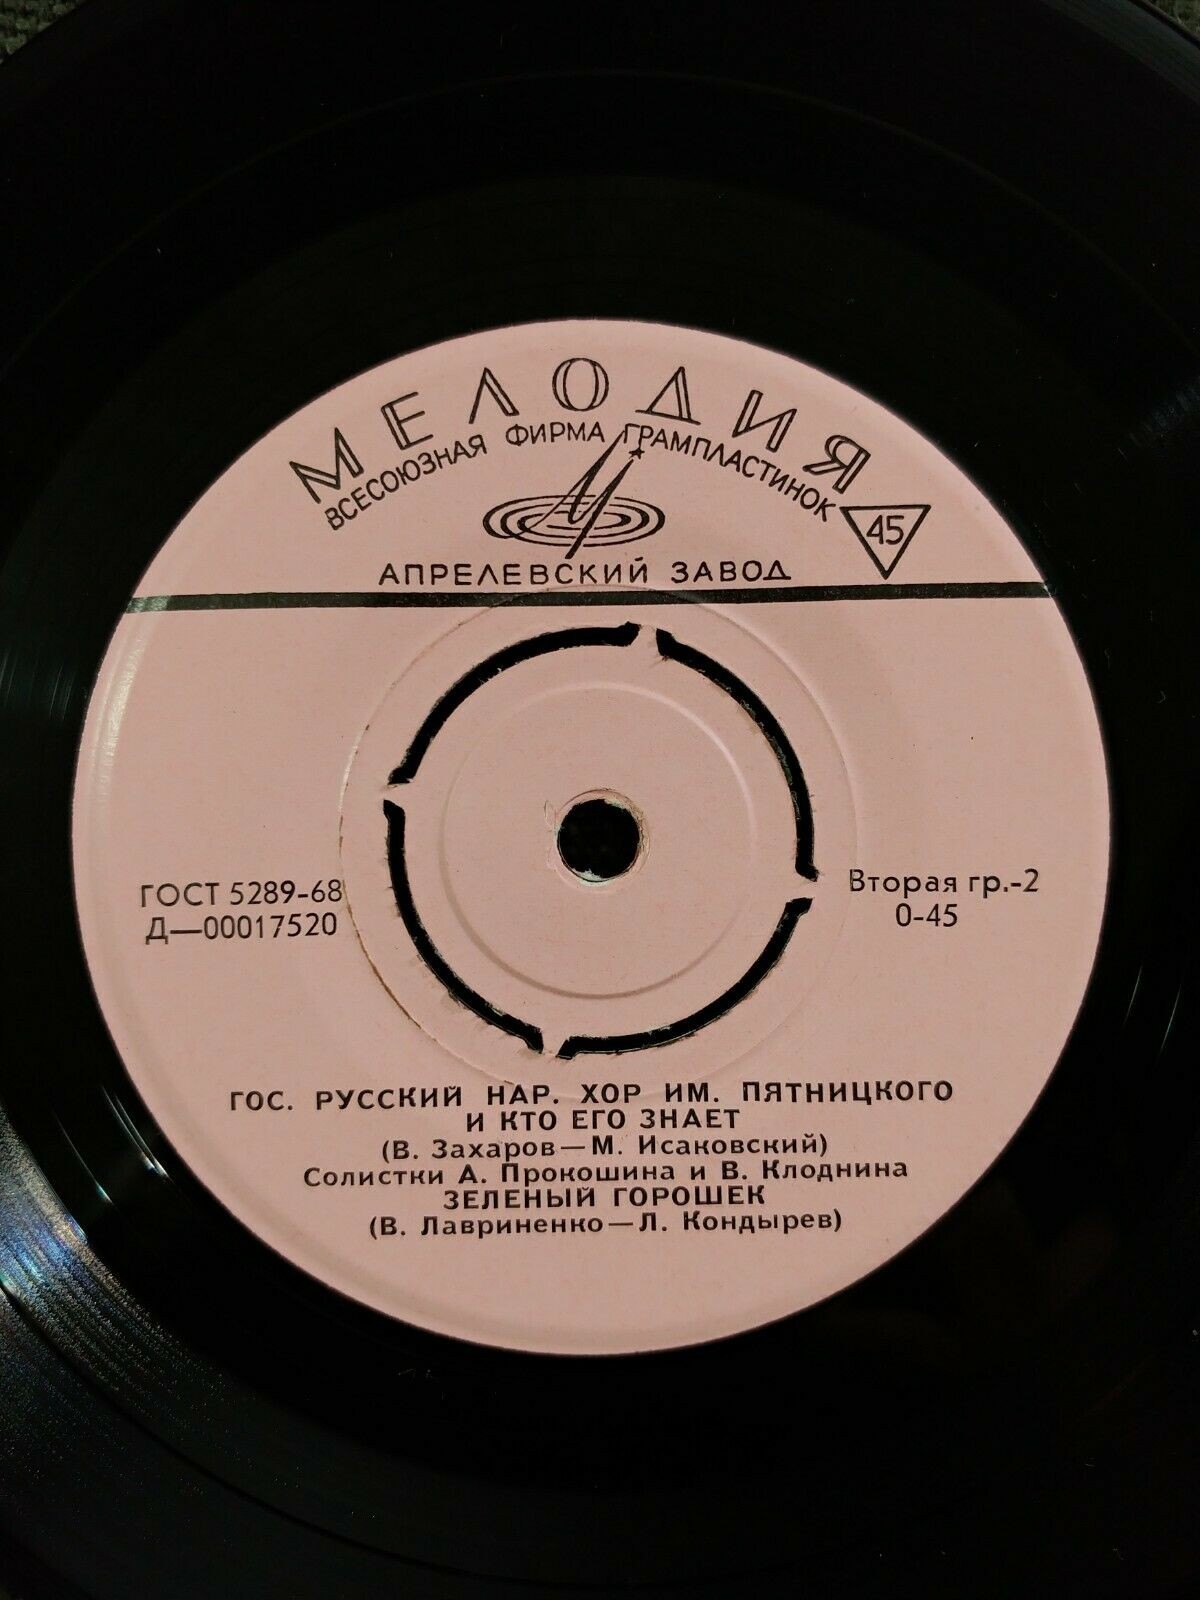 МЕЛОДИЯ
ВСЕСОЮЗНАЯ ФИРМА ГРАМПЛАСТИНОК
45
АПРЕЛЕВСКИЙ ЗАВОД
ГОСТ 5289-68
Д—00017520
Вторая гр.-2
0-45
ГОС. РУССКИЙ НАР. ХОР ИМ. ПЯТНИЦКОГО
И КТО ЕГО ЗНАЕТ
(В. Захаров—М. Исаковский)
Солистки А. Прокошина и В. Клоднина
ЗЕЛЕНЫЙ ГОРОШЕК
(В. Лавриненко—Л. Кондырев)